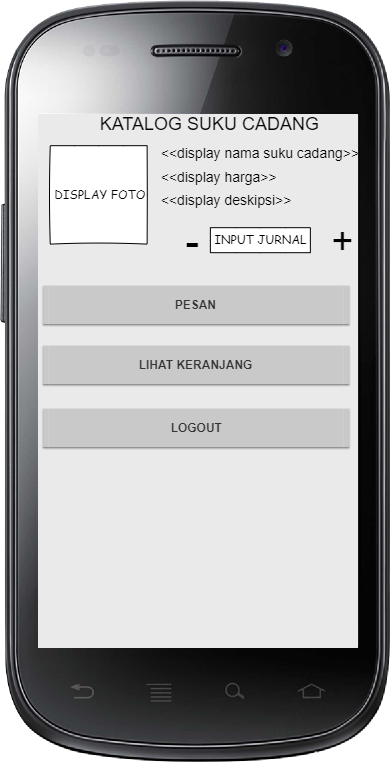 KATALOG SUKU CADANG
DISPLAY FOTO
<<display nama suku cadang>>
<<display harga>>
<<display deskipsi>>
- INPUT JURNAL +
PESAN
LIHAT KERANJANG
LOGOUT